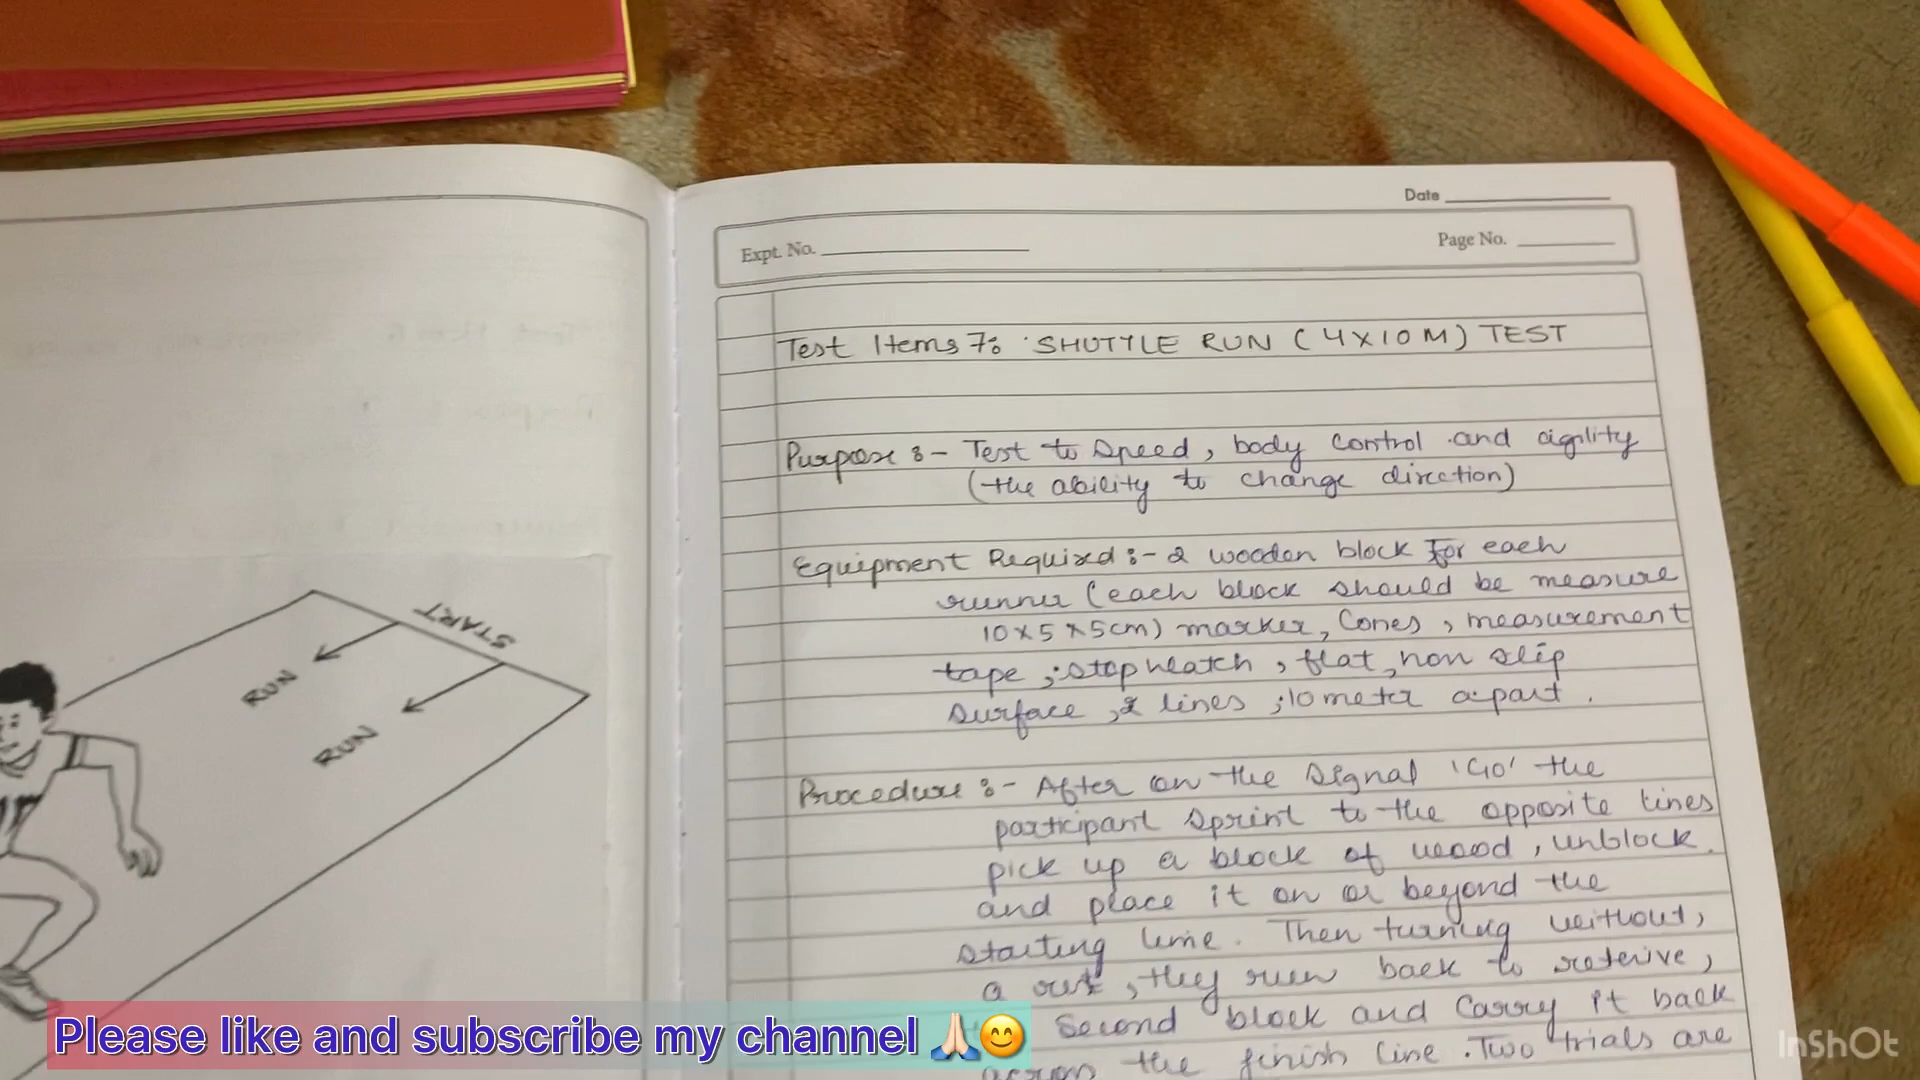 START
RUN
RUN
Date
Expt. No.
Page No.
Test Items 7: SHUTTLE RUN (4X10M) TEST
Purpose :- Test to speed, body control and agility
(the ability to change direction)
Equipment Required :- 2 wooden block for each
runner (each block should be measure
10x5x5cm) marker, Cones, measurement
tape, stop watch, flat, non slip
surface, 2 lines, 10 meter apart.
Procedure :- After on the signal 'Go' the
participant sprint to the opposite lines
pick up a block of wood, unblock.
and place it on or beyond the
starting line. Then turning without,
a rest, they run back to reterive,
second block and carry it back
across the finish line. Two trials are
Please like and subscribe my channel 🙏🏻😊
InShOt